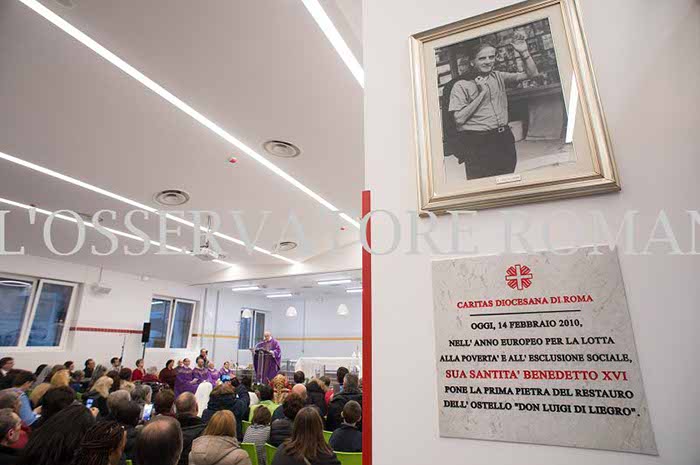 L'OSSERVATORE ROMAN
CARITAS DIOCESANA DI ROMA
OGGI, 14 FEBBRAIO 2010,
NELL'ANNO EUROPEO PER LA LOTTA
ALLA POVERTA' E ALL' ESCLUSIONE SOCIALE,
SUA SANTITA' BENEDETTO XVI
PONE LA PRIMA PIETRA DEL RESTAURO
DELL' OSTELLO "DON LUIGI DI LIEGRO".